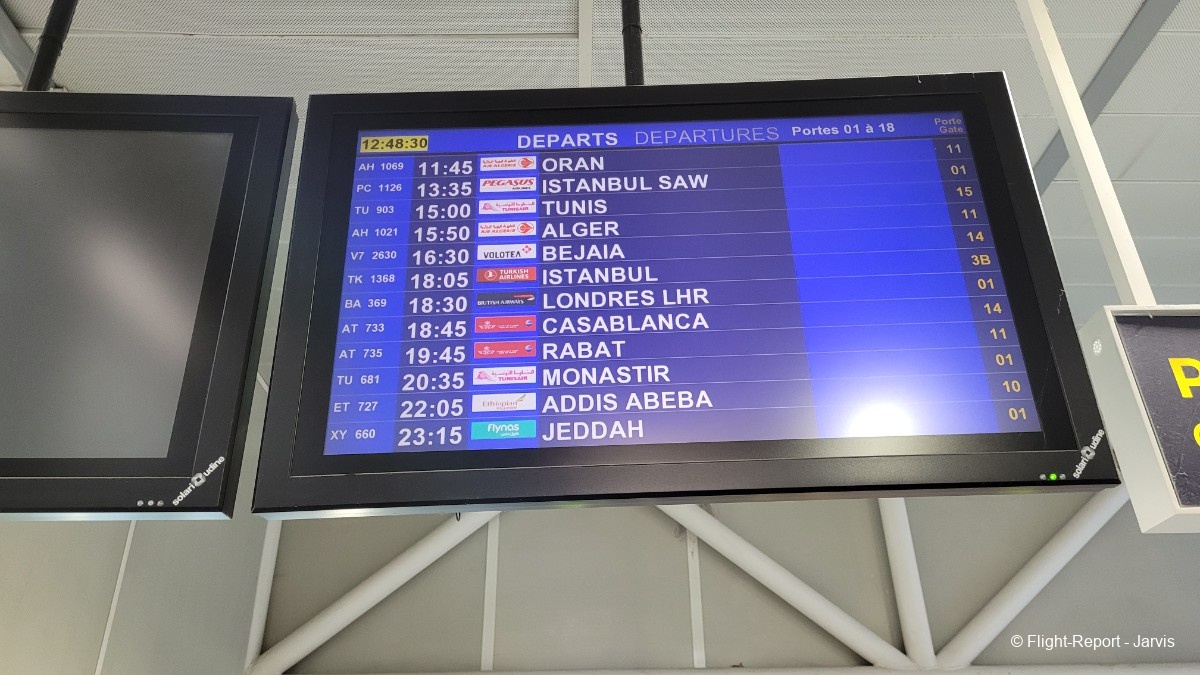 12:48:30 DEPARTS DEPARTURES Portes 01 à 18 Porte Gate
AH 1069 11:45 AIR ALGERIE ORAN 11
PC 1126 13:35 PEGASUS AIRLINES ISTANBUL SAW 01
TU 903 15:00 TUNISAIR TUNIS 15
AH 1021 15:50 AIR ALGERIE ALGER 11
V7 2630 16:30 VOLOTEA BEJAIA 14
TK 1368 18:05 TURKISH AIRLINES ISTANBUL 3B
BA 369 18:30 BRITISH AIRWAYS LONDRES LHR 01
AT 733 18:45 CASABLANCA 14
AT 735 19:45 RABAT 11
TU 681 20:35 TUNISAIR MONASTIR 01
ET 727 22:05 Ethiopian ADDIS ABEBA 10
XY 660 23:15 flynas JEDDAH 01
solari udine
solari udine
P
© Flight-Report - Jarvis